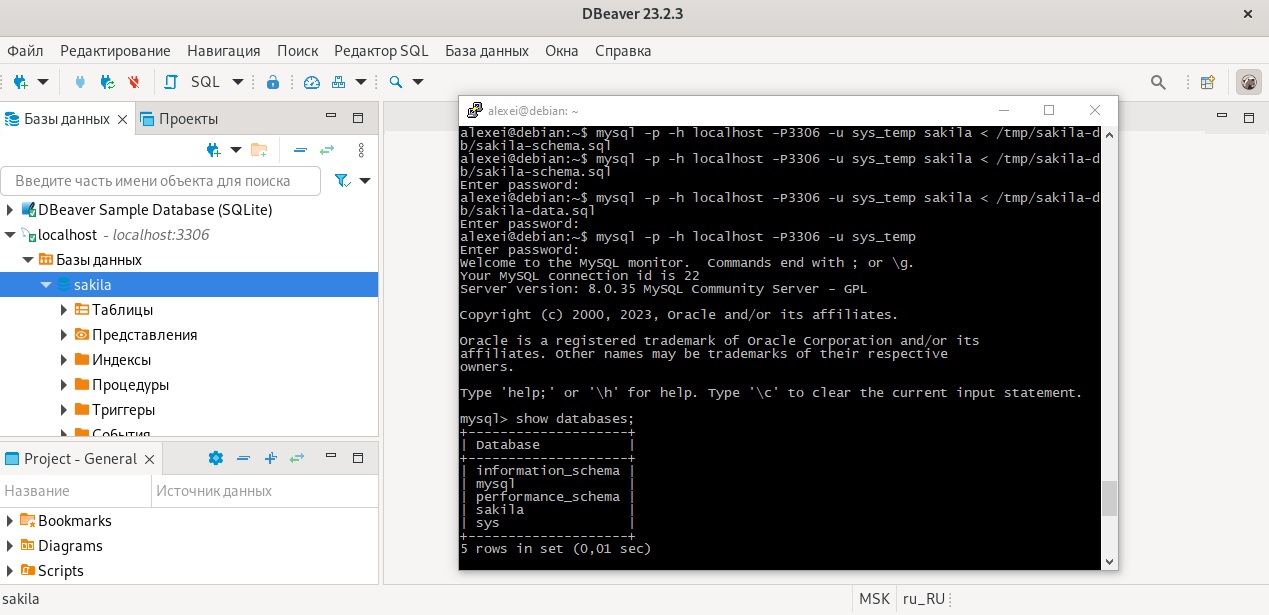 DBeaver 23.2.3
Файл Редактирование Навигация Поиск Редактор SQL База данных Окна Справка
SQL
Базы данных
Проекты
Введите часть имени объекта для поиска
DBeaver Sample Database (SQLite)
localhost - localhost:3306
Базы данных
sakila
Таблицы
Представления
Индексы
Процедуры
Триггеры
События
Project - General
Название Источник данных
Bookmarks
Diagrams
Scripts
alexei@debian: ~
alexei@debian:~$ mysql -p -h localhost -P3306 -u sys_temp sakila < /tmp/sakila-d
b/sakila-schema.sql
alexei@debian:~$ mysql -p -h localhost -P3306 -u sys_temp sakila < /tmp/sakila-d
b/sakila-schema.sql
Enter password:
alexei@debian:~$ mysql -p -h localhost -P3306 -u sys_temp sakila < /tmp/sakila-d
b/sakila-data.sql
Enter password:
alexei@debian:~$ mysql -p -h localhost -P3306 -u sys_temp
Enter password:
Welcome to the MySQL monitor.  Commands end with ; or \g.
Your MySQL connection id is 22
Server version: 8.0.35 MySQL Community Server - GPL
Copyright (c) 2000, 2023, Oracle and/or its affiliates.
Oracle is a registered trademark of Oracle Corporation and/or its
affiliates. Other names may be trademarks of their respective
owners.
Type 'help;' or '\h' for help. Type '\c' to clear the current input statement.
mysql> show databases;
+--------------------+
| Database           |
+--------------------+
| information_schema |
| mysql              |
| performance_schema |
| sakila             |
| sys                |
+--------------------+
5 rows in set (0,01 sec)
sakila
MSK ru_RU